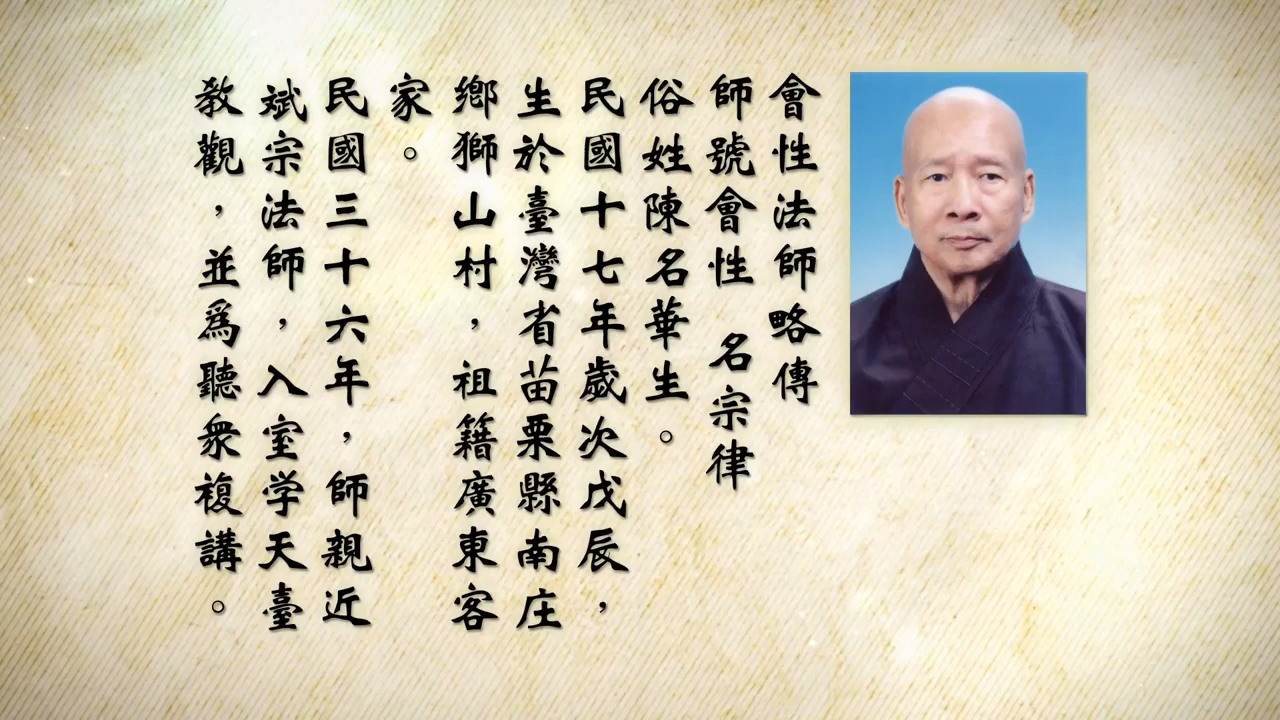 會性法師略傳
師號會性 名宗律
俗姓陳名華生。
民國十七年歲次戊辰,
生於臺灣省苗栗縣南庄
鄉獅山村,祖籍廣東客
家。
民國三十六年,師親近
斌宗法師,入室学天臺
教觀,並為聽衆複講。